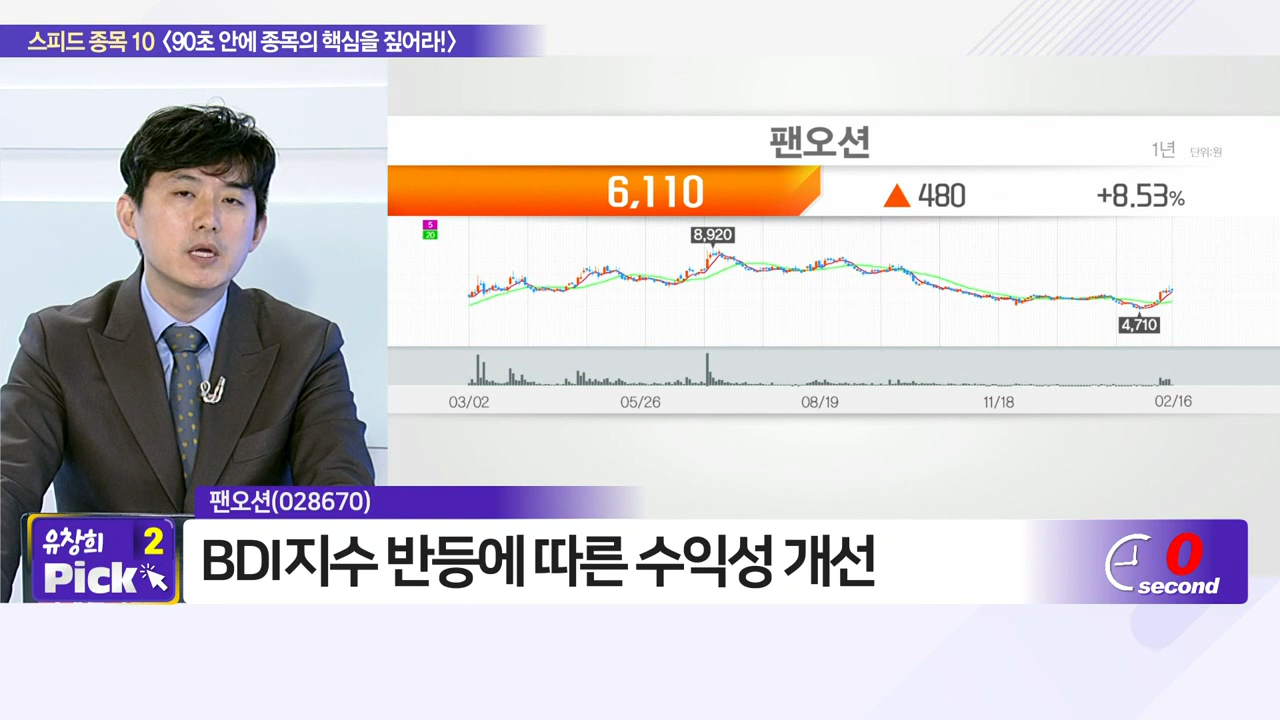 스피드 종목 10 <90초 안에 종목의 핵심을 짚어라!>
팬오션
1년 단위:원
6,110 ▲ 480 +8.53%
5
20
8,920
4,710
03/02 05/26 08/19 11/18 02/16
팬오션(028670)
유창희 2
Pick
BDI지수 반등에 따른 수익성 개선
0
second